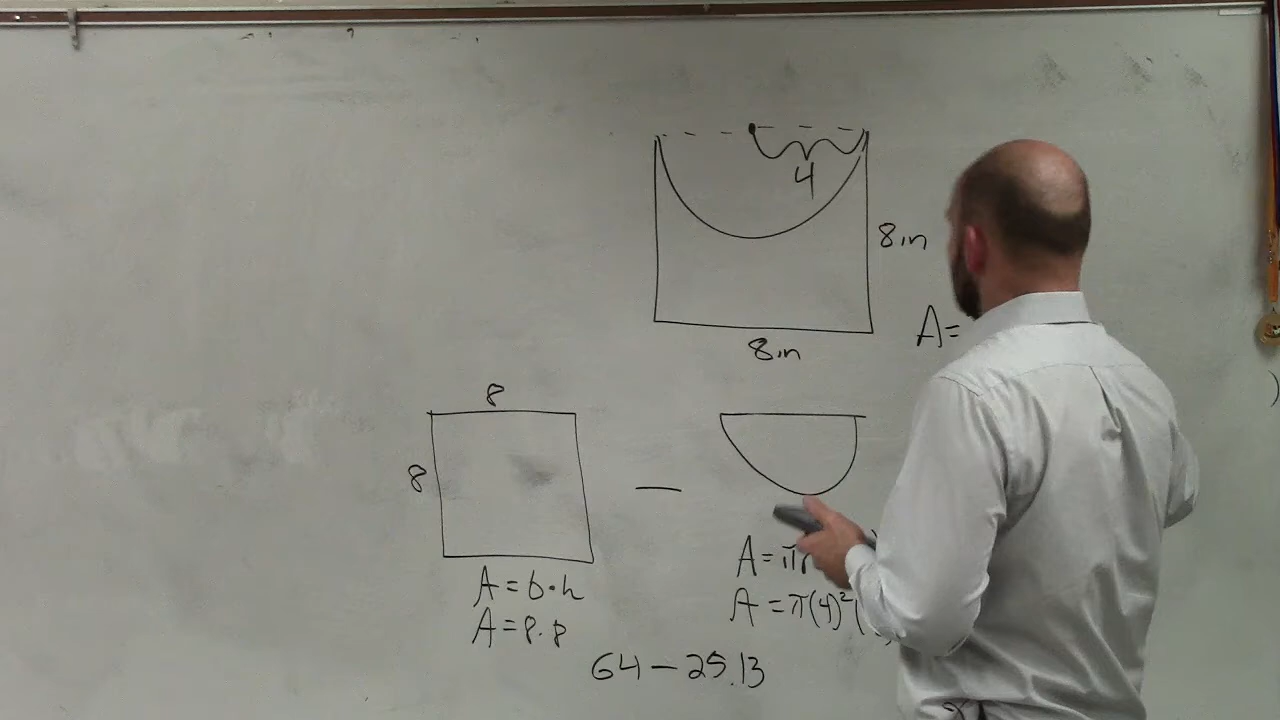 4
8in
A=
8in
8
8
A=b·h
A=8·8
A=π
A=π(4)²(
64-25.13
)